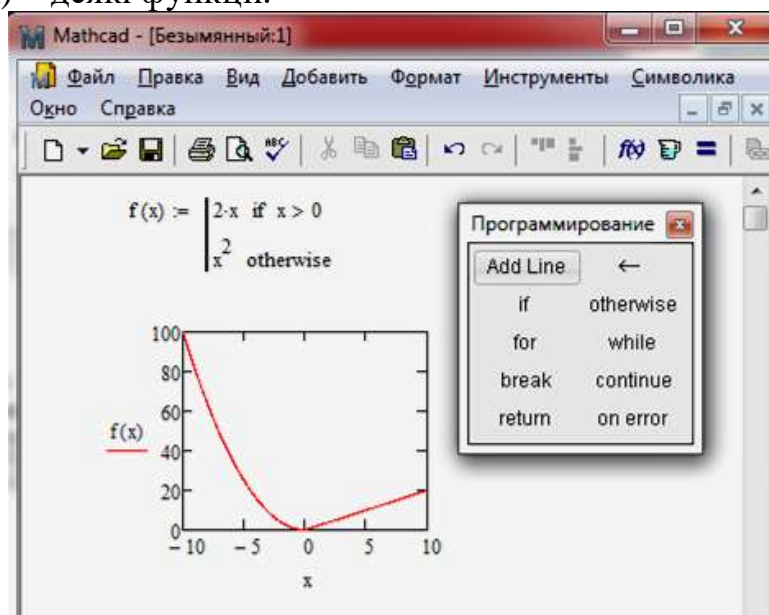 деякі функції.
Mathcad - [Безымянный:1]
Файл Правка Вид Добавить Формат Инструменты Символика
Окно Справка
f(x) := 2·x if x > 0
x² otherwise
Программирование
Add Line ←
if otherwise
for while
break continue
return on error
100
80
60
f(x) 40
20
0
−10 −5 0 5 10
x